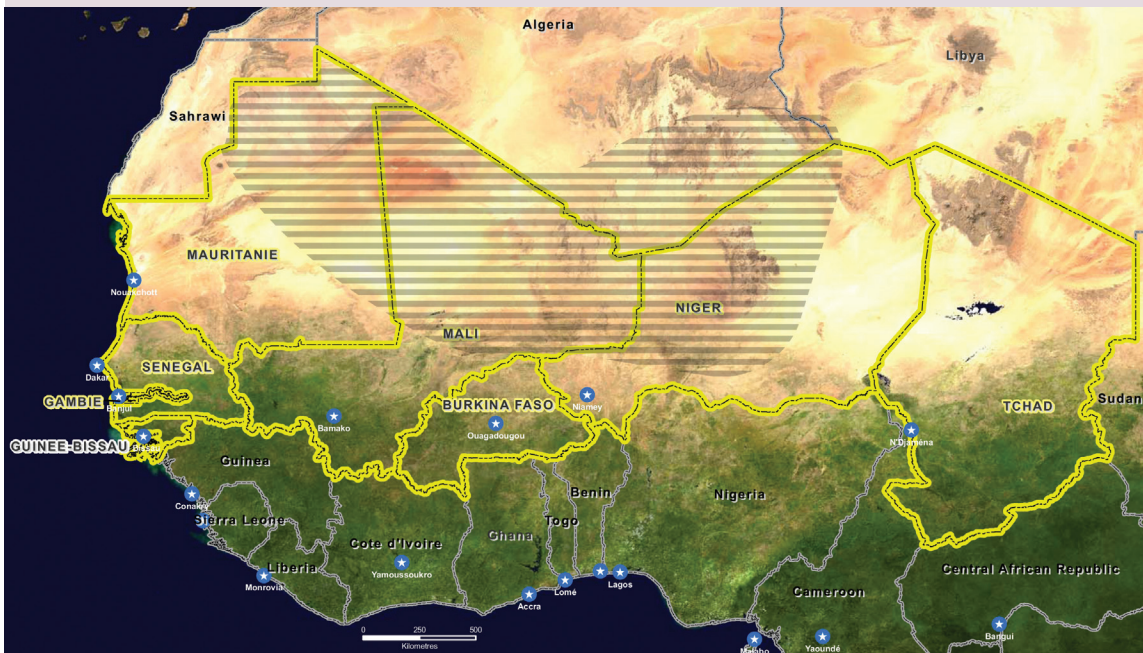 Algeria
Libya
Sahrawi
MAURITANIE
Nouakchott
NIGER
MALI
SENEGAL
Dakar
GAMBIE
Banjul
BURKINA FASO
Niamey
TCHAD
Sudan
Bamako
Ouagadougou
N'Djaména
GUINEE-BISSAU
Guinea
Benin
Nigeria
Conakry
Sierra Leone
Togo
Ghana
Cote d'Ivoire
Yamoussoukro
Liberia
Monrovia
Lomé
Lagos
Accra
Central African Republic
Cameroon
Bangui
0 250 500
Kilometres
Malabo
Yaoundé